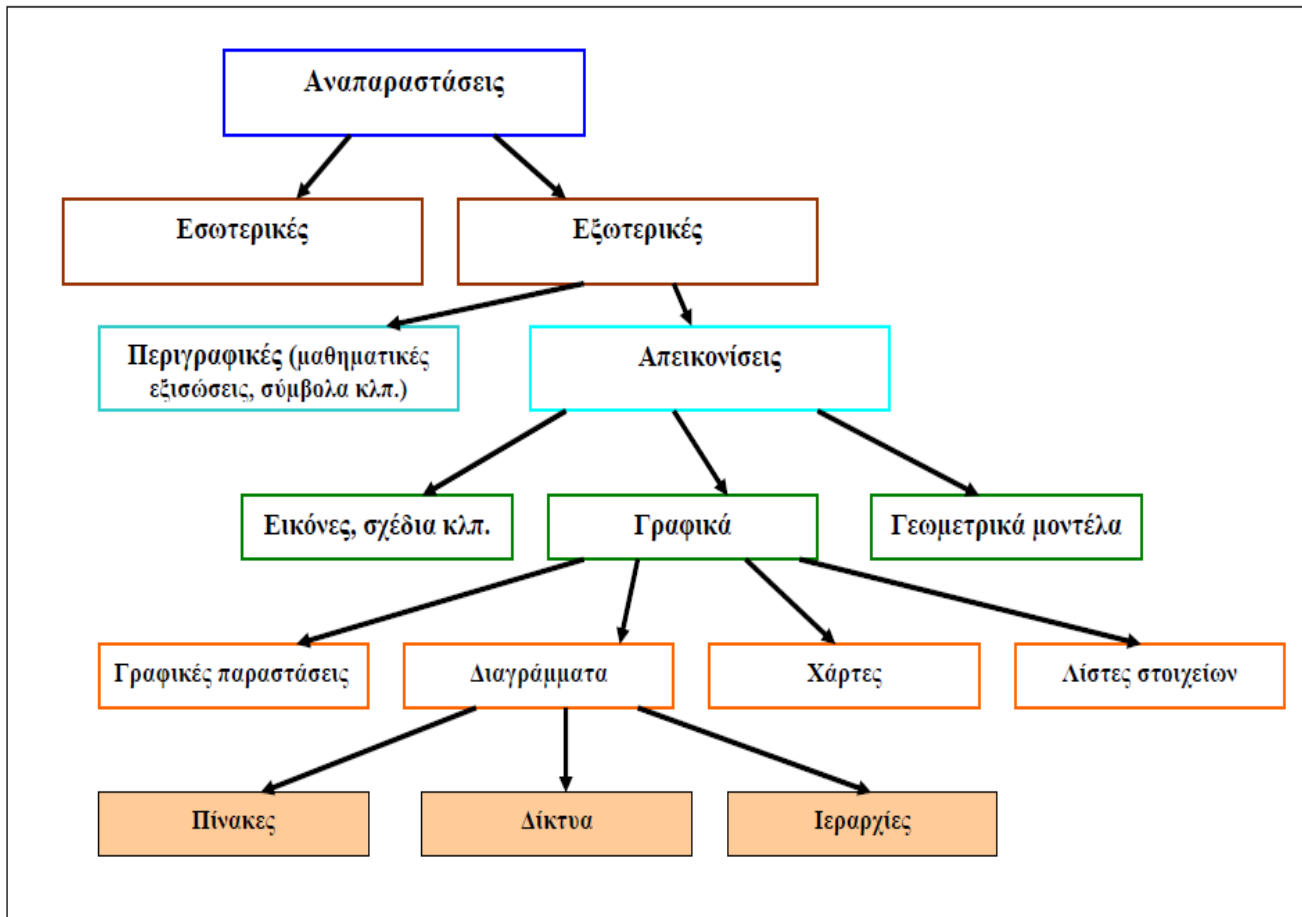 Αναπαραστάσεις
Εσωτερικές
Εξωτερικές
Περιγραφικές (μαθηματικές
εξισώσεις, σύμβολα κλπ.)
Απεικονίσεις
Εικόνες, σχέδια κλπ.
Γραφικά
Γεωμετρικά μοντέλα
Γραφικές παραστάσεις
Διαγράμματα
Χάρτες
Λίστες στοιχείων
Πίνακες
Δίκτυα
Ιεραρχίες